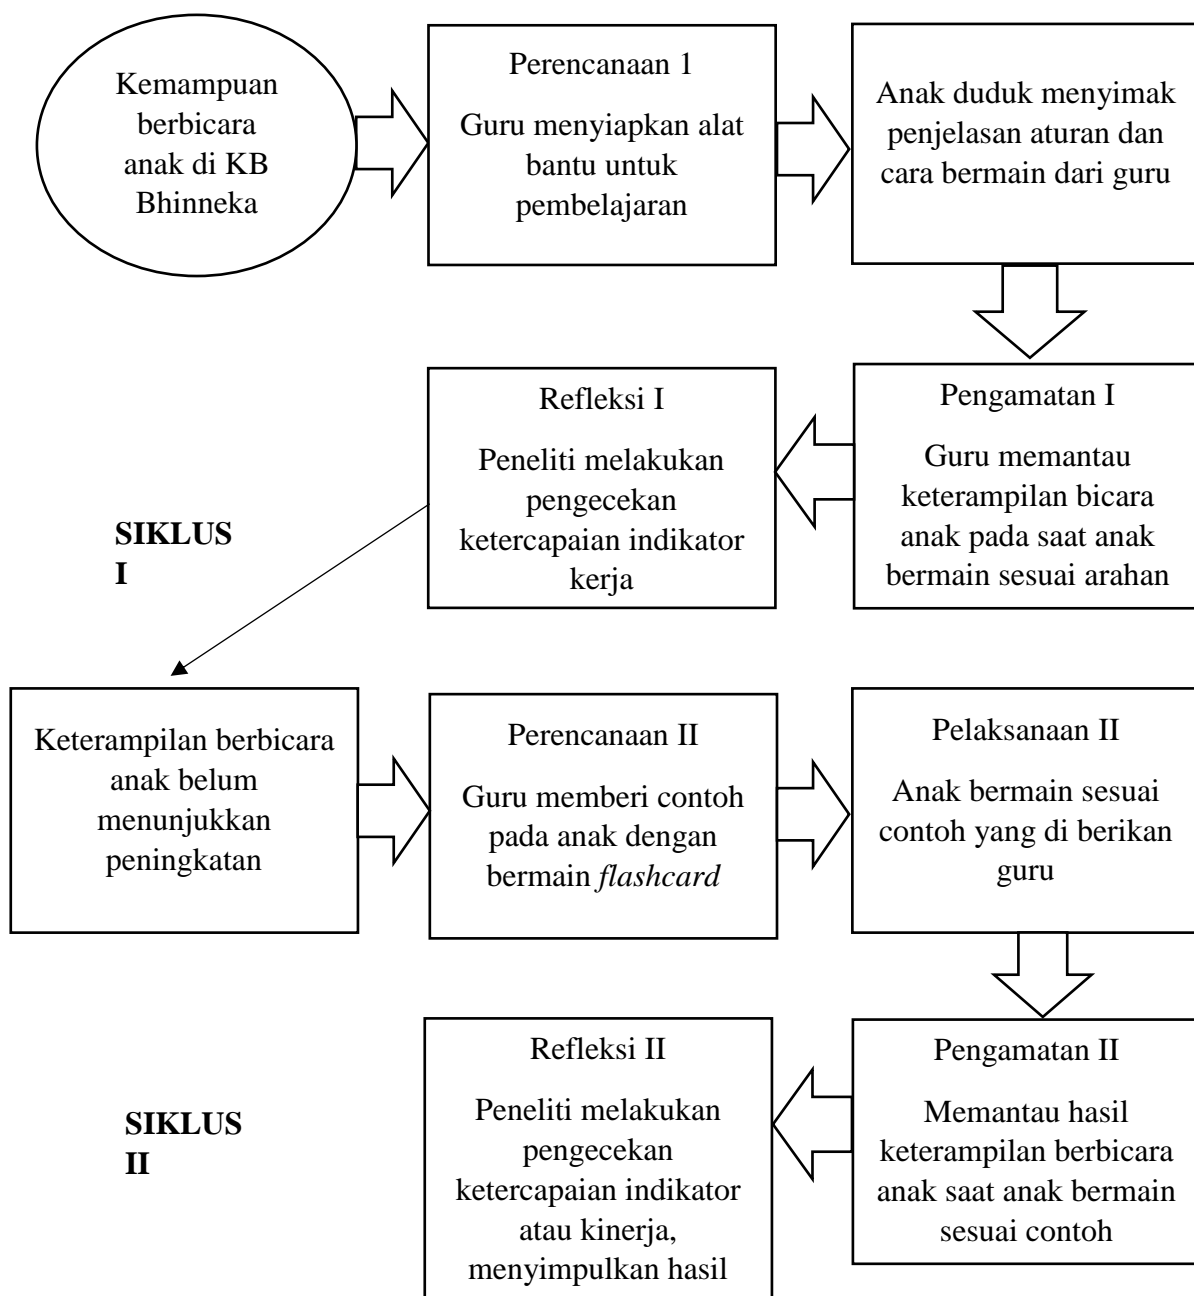 Kemampuan
berbicara
anak di KB
Bhinneka
Perencanaan 1
Guru menyiapkan alat
bantu untuk
pembelajaran
Anak duduk menyimak
penjelasan aturan dan
cara bermain dari guru
Pengamatan I
Guru memantau
keterampilan bicara
anak pada saat anak
bermain sesuai arahan
Refleksi I
Peneliti melakukan
pengecekan
ketercapaian indikator
kerja
SIKLUS
I
Keterampilan berbicara
anak belum
menunjukkan
peningkatan
Perencanaan II
Guru memberi contoh
pada anak dengan
bermain flashcard
Pelaksanaan II
Anak bermain sesuai
contoh yang di berikan
guru
Pengamatan II
Memantau hasil
keterampilan berbicara
anak saat anak bermain
sesuai contoh
Refleksi II
Peneliti melakukan
pengecekan
ketercapaian indikator
atau kinerja,
menyimpulkan hasil
SIKLUS
II